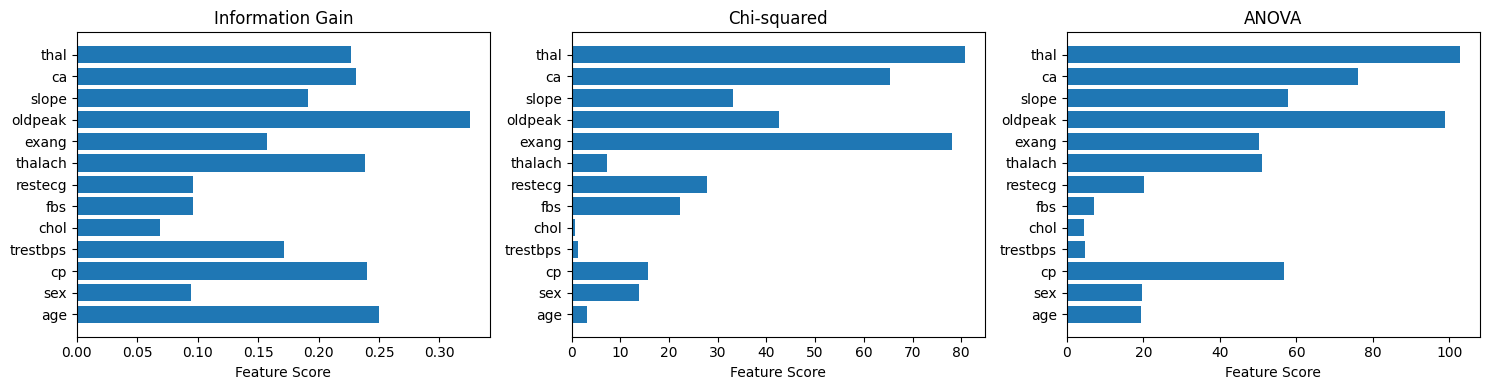 Information Gain
thal
ca
slope
oldpeak
exang
thalach
restecg
fbs
chol
trestbps
cp
sex
age
0.00 0.05 0.10 0.15 0.20 0.25 0.30
Feature Score
Chi-squared
thal
ca
slope
oldpeak
exang
thalach
restecg
fbs
chol
trestbps
cp
sex
age
0 10 20 30 40 50 60 70 80
Feature Score
ANOVA
thal
ca
slope
oldpeak
exang
thalach
restecg
fbs
chol
trestbps
cp
sex
age
0 20 40 60 80 100
Feature Score